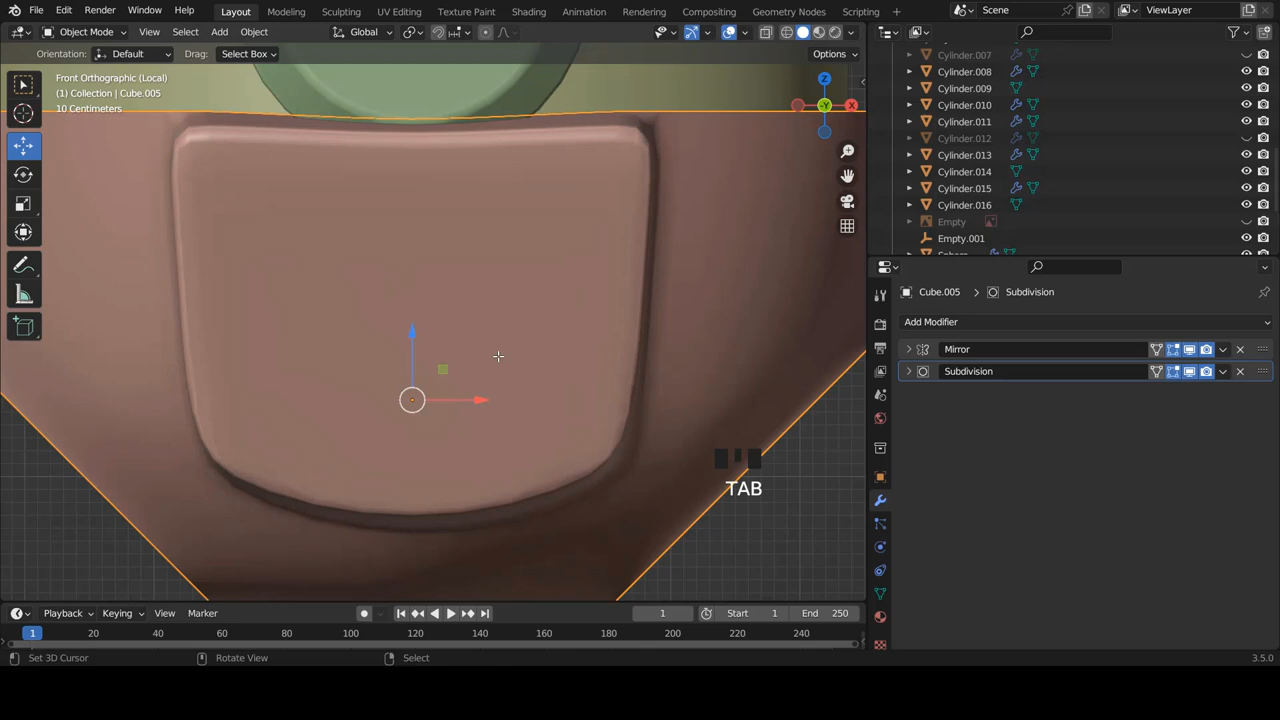 File Edit Render Window Help Layout Modeling Sculpting UV Editing Texture Paint Shading Animation Rendering Compositing Geometry Nodes Scripting + Scene ViewLayer
Object Mode View Select Add Object Global
Orientation: Default Drag: Select Box Options
Front Orthographic (Local)
(1) Collection | Cube.005
10 Centimeters
Z
X
Y
TAB
Cylinder.007
Cylinder.008
Cylinder.009
Cylinder.010
Cylinder.011
Cylinder.012
Cylinder.013
Cylinder.014
Cylinder.015
Cylinder.016
Empty
Empty.001
Cube.005 > Subdivision
Add Modifier
Mirror
Subdivision
Playback Keying View Marker 1 Start 1 End 250
1 20 40 60 80 100 120 140 160 180 200 220 240
Set 3D Cursor Rotate View Select 3.5.0